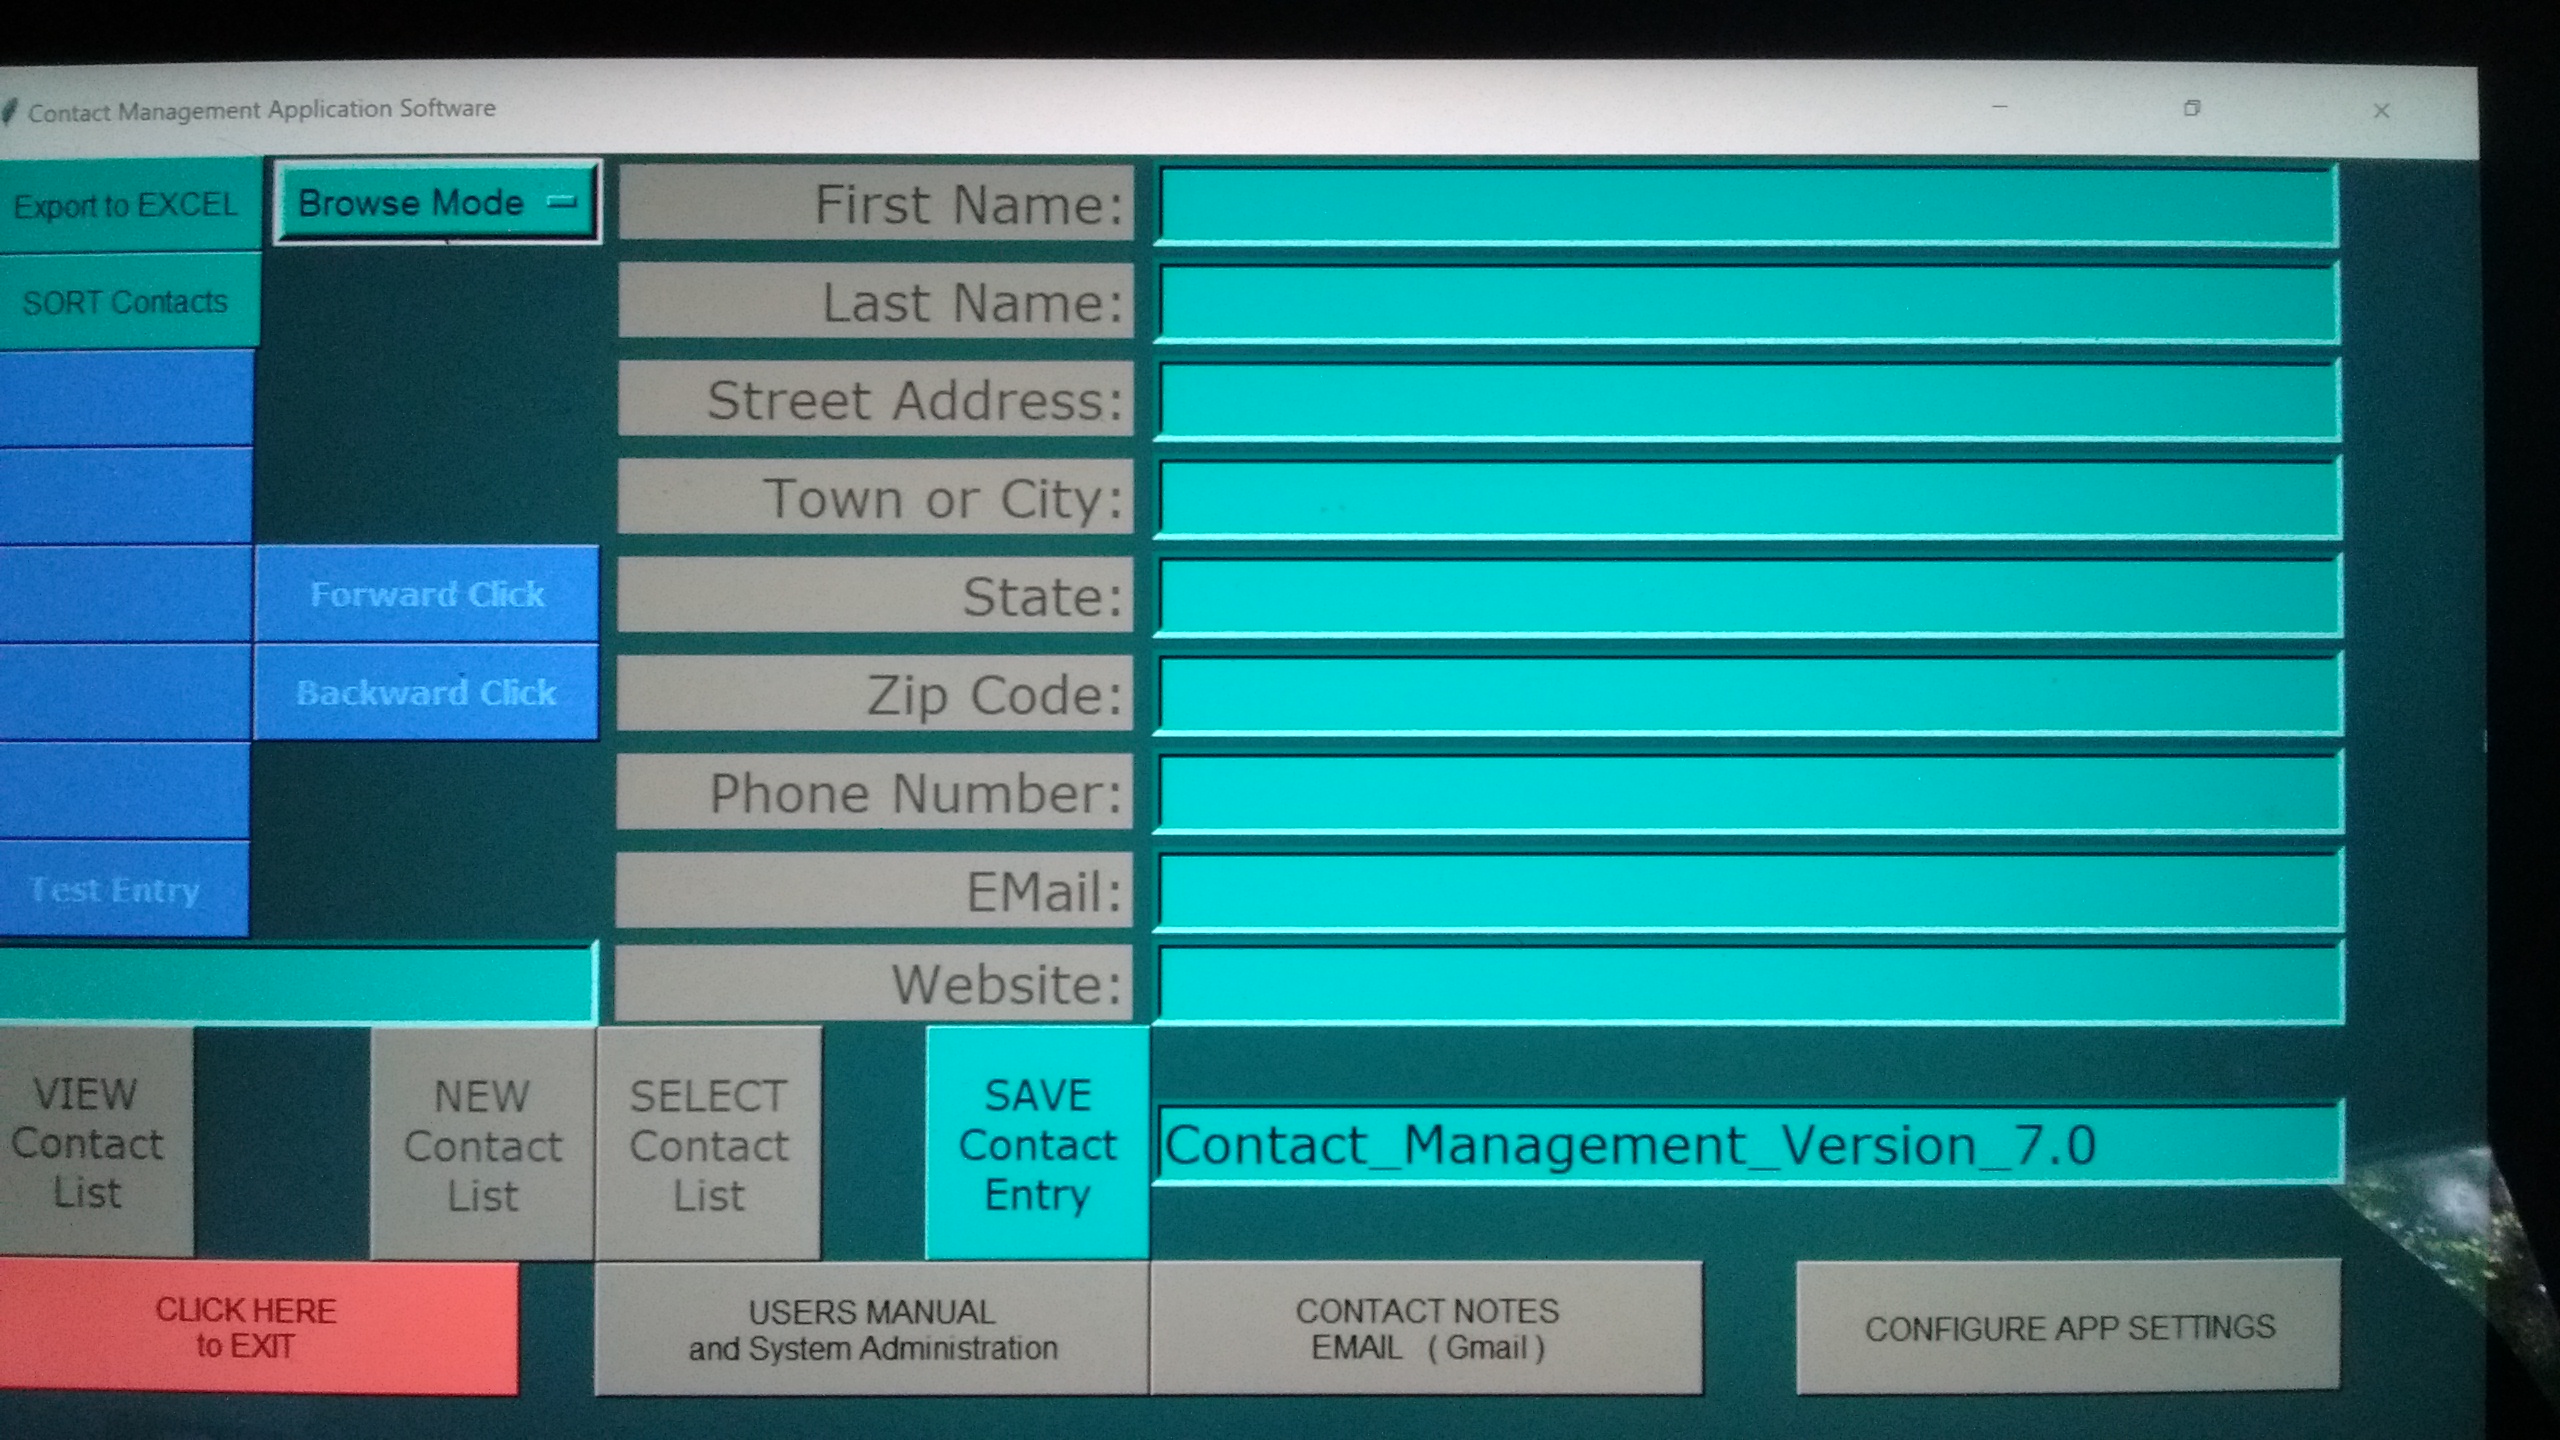 Contact Management Application Software
Export to EXCEL
Browse Mode
First Name:
SORT Contacts
Last Name:
Street Address:
Town or City:
Forward Click
State:
Backward Click
Zip Code:
Phone Number:
Test Entry
EMail:
Website:
VIEW
Contact
List
NEW
Contact
List
SELECT
Contact
List
SAVE
Contact
Entry
Contact_Management_Version_7.0
CLICK HERE
to EXIT
USERS MANUAL
and System Administration
CONTACT NOTES
EMAIL ( Gmail )
CONFIGURE APP SETTINGS